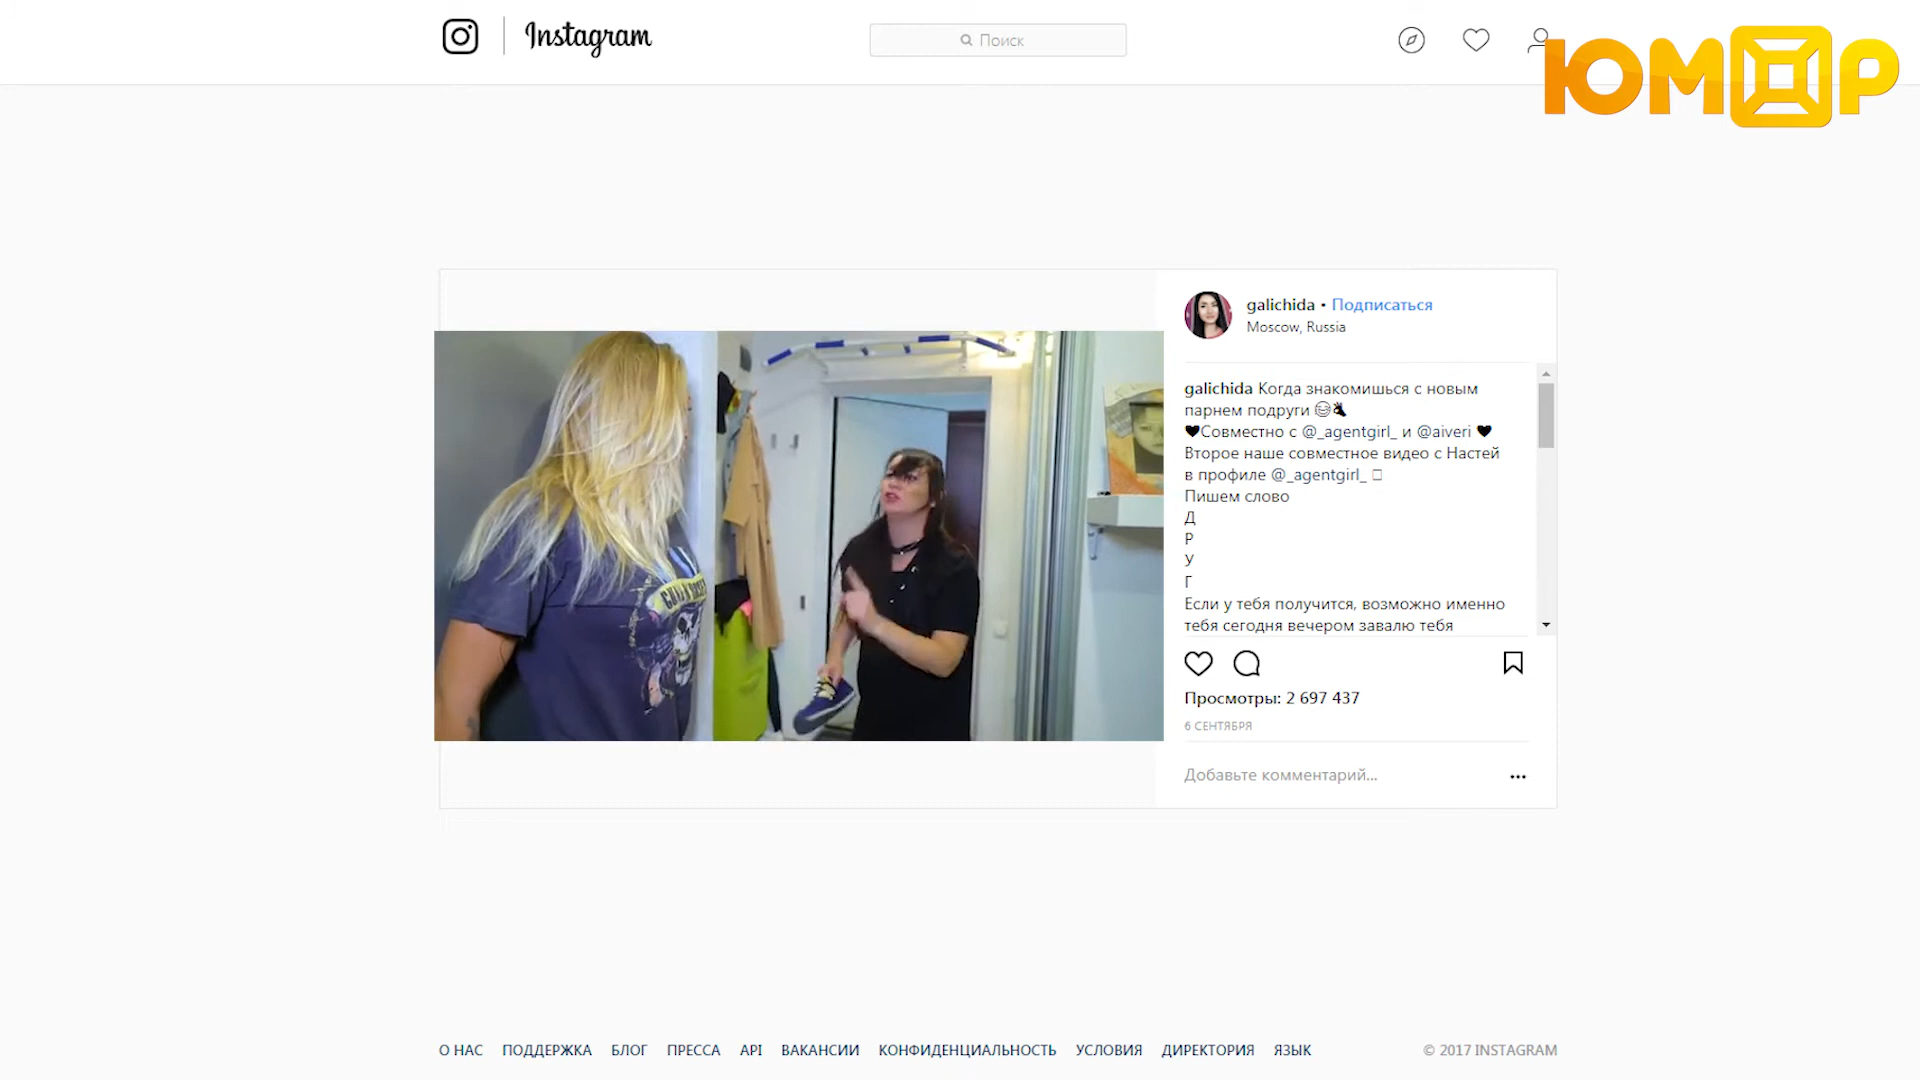 Instagram
Поиск
ЮМОР
galichida • Подписаться
Moscow, Russia
galichida Когда знакомишься с новым
парнем подруги
Совместно с @_agentgirl_ и @aiveri
Второе наше совместное видео с Настей
в профиле @_agentgirl_
Пишем слово
Д
Р
У
Г
Если у тебя получится, возможно именно
тебя сегодня вечером завалю тебя
Просмотры: 2 697 437
6 СЕНТЯБРЯ
Добавьте комментарий...
О НАС ПОДДЕРЖКА БЛОГ ПРЕССА API ВАКАНСИИ КОНФИДЕНЦИАЛЬНОСТЬ УСЛОВИЯ ДИРЕКТОРИЯ ЯЗЫК © 2017 INSTAGRAM